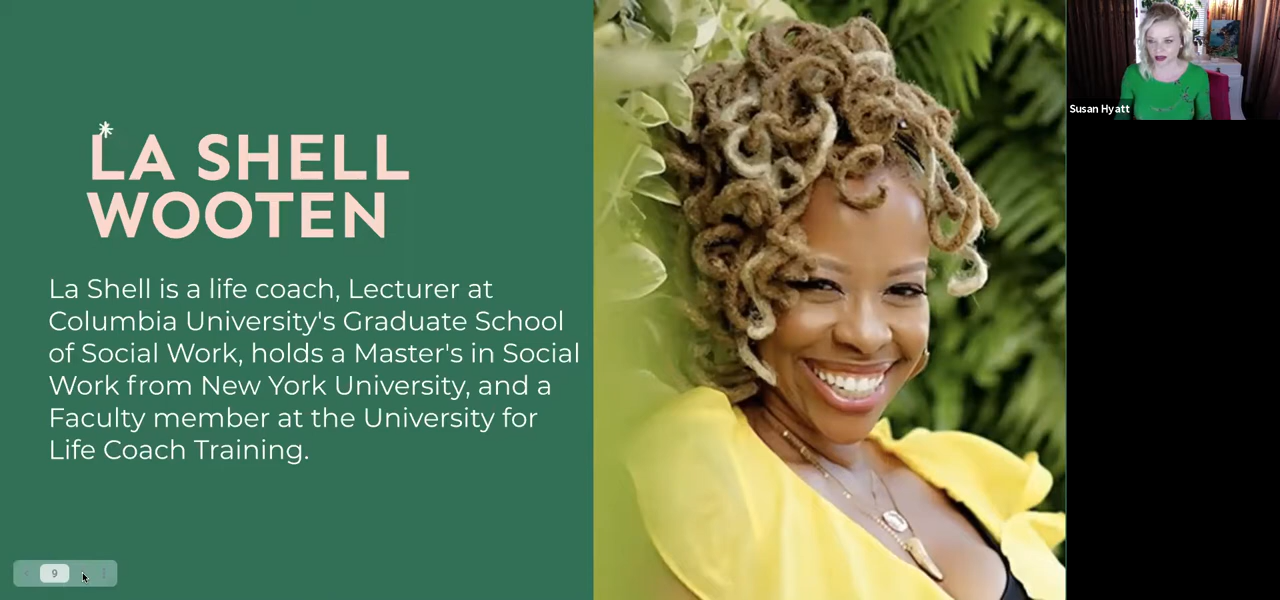 LA SHELL
WOOTEN
La Shell is a life coach, Lecturer at
Columbia University's Graduate School
of Social Work, holds a Master's in Social
Work from New York University, and a
Faculty member at the University for
Life Coach Training.
9
Susan Hyatt